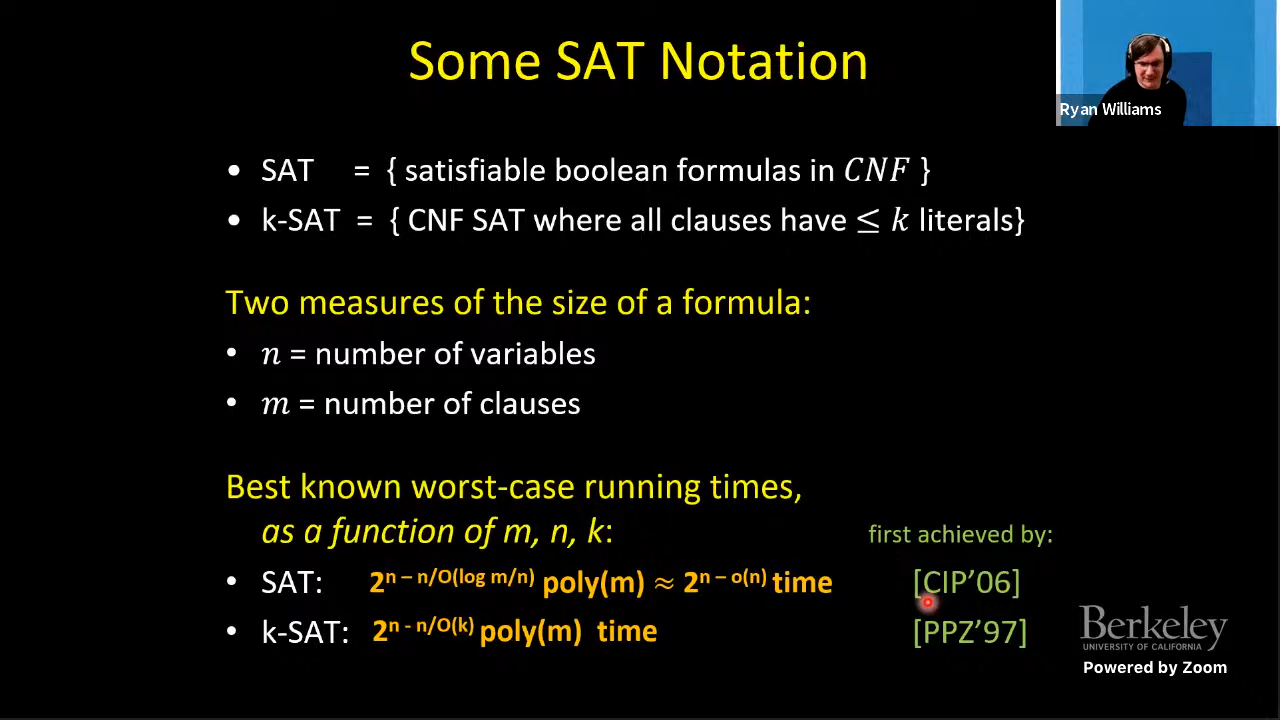 Some SAT Notation
Ryan Williams
• SAT = { satisfiable boolean formulas in CNF }
• k-SAT = { CNF SAT where all clauses have ≤ k literals}
Two measures of the size of a formula:
• n = number of variables
• m = number of clauses
Best known worst-case running times,
as a function of m, n, k:
first achieved by:
• SAT: 2^{n – n/O(log m/n)} poly(m) ≈ 2^{n – o(n)} time [CIP'06]
• k-SAT: 2^{n - n/O(k)} poly(m) time [PPZ'97]
Berkeley
UNIVERSITY OF CALIFORNIA
Powered by Zoom